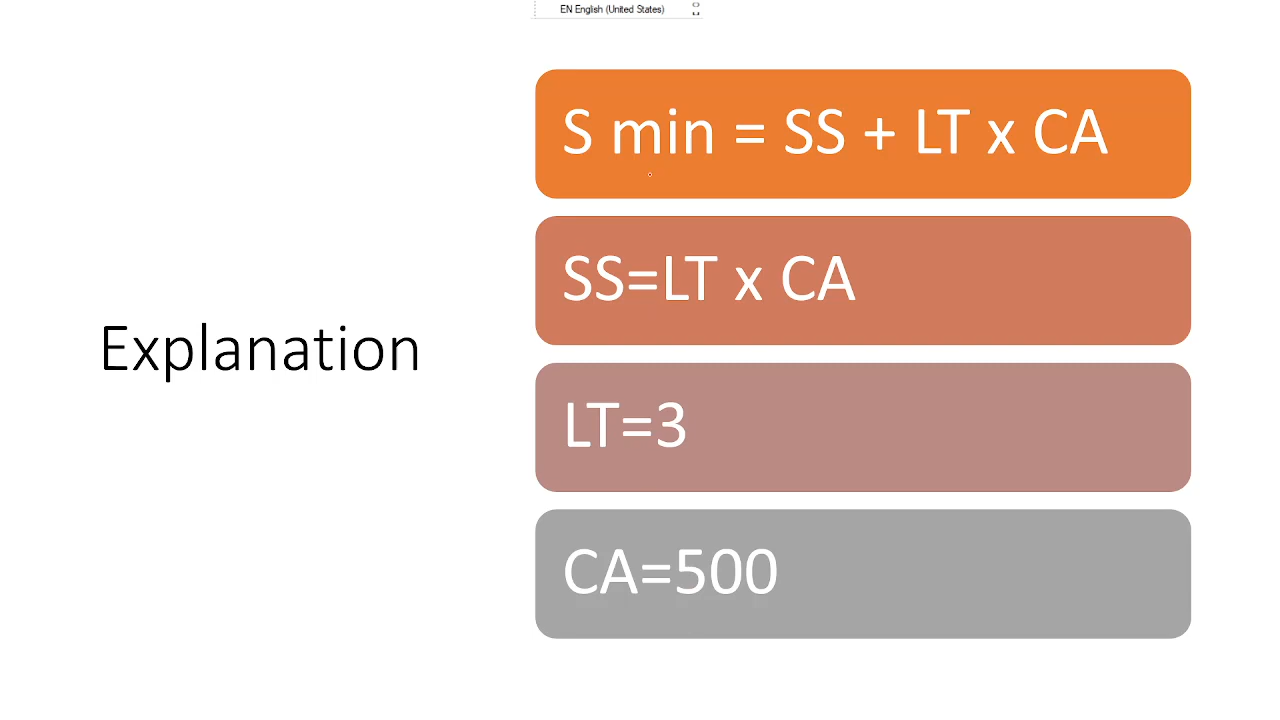 EN English (United States)
S min = SS + LT x CA
SS=LT x CA
Explanation
LT=3
CA=500